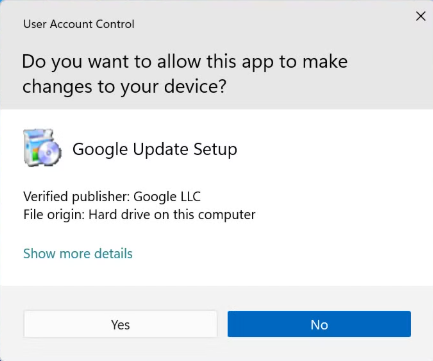 User Account Control
Do you want to allow this app to make
changes to your device?
Google Update Setup
Verified publisher: Google LLC
File origin: Hard drive on this computer
Show more details
Yes
No